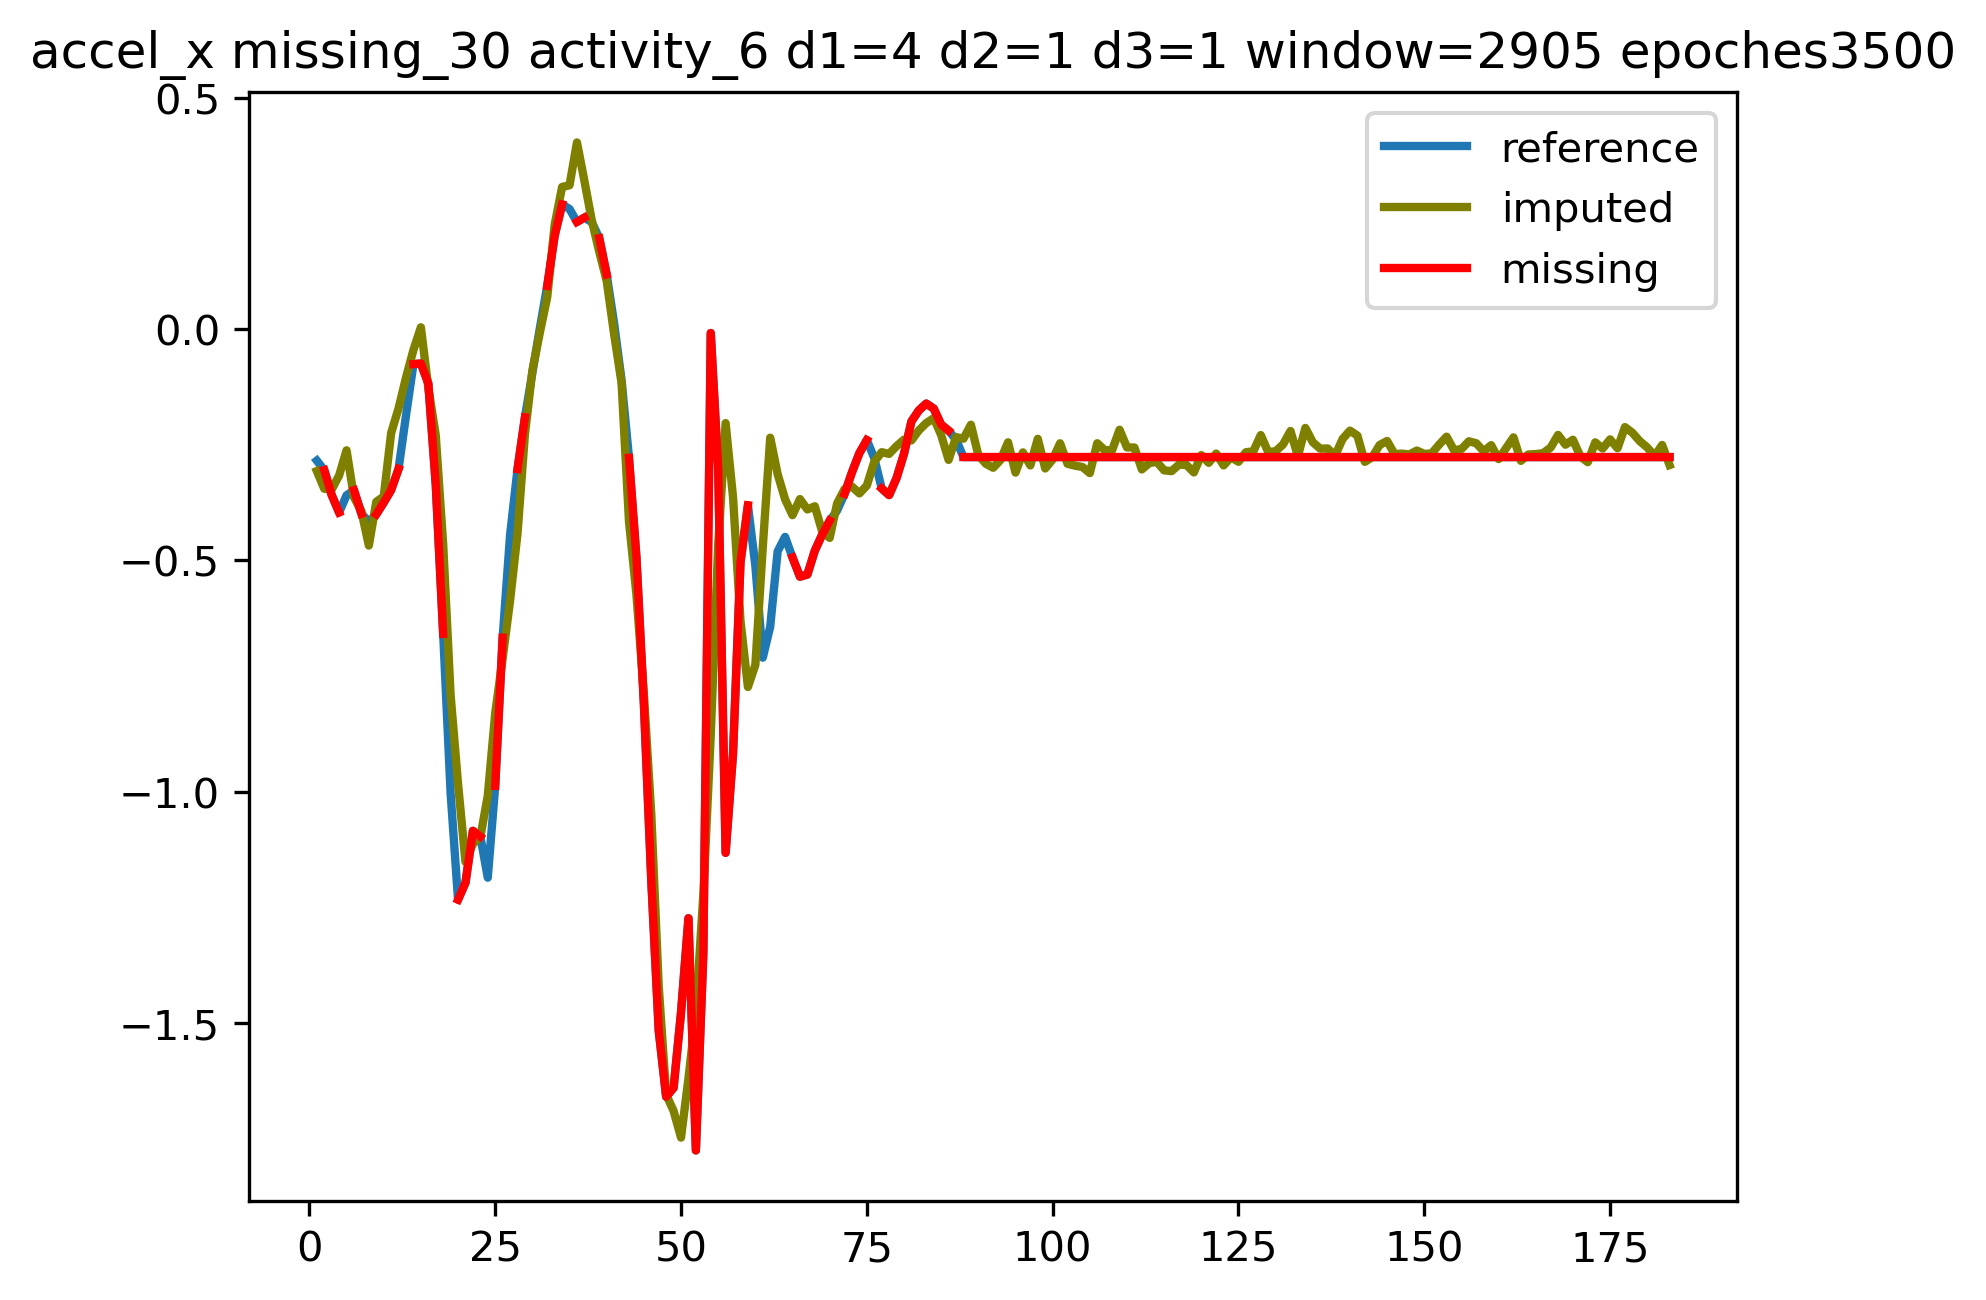 accel_x missing_30 activity_6 d1=4 d2=1 d3=1 window=2905 epoches3500
0.5
0.0
−0.5
−1.0
−1.5
reference
imputed
missing
0 25 50 75 100 125 150 175